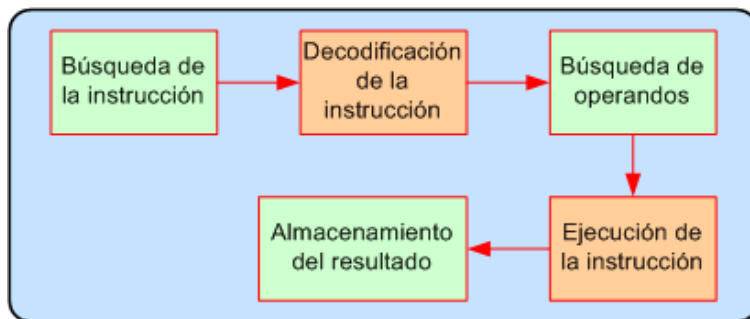 Búsqueda de
la instrucción
Decodificación
de la
instrucción
Búsqueda de
operandos
Ejecución de
la instrucción
Almacenamiento
del resultado